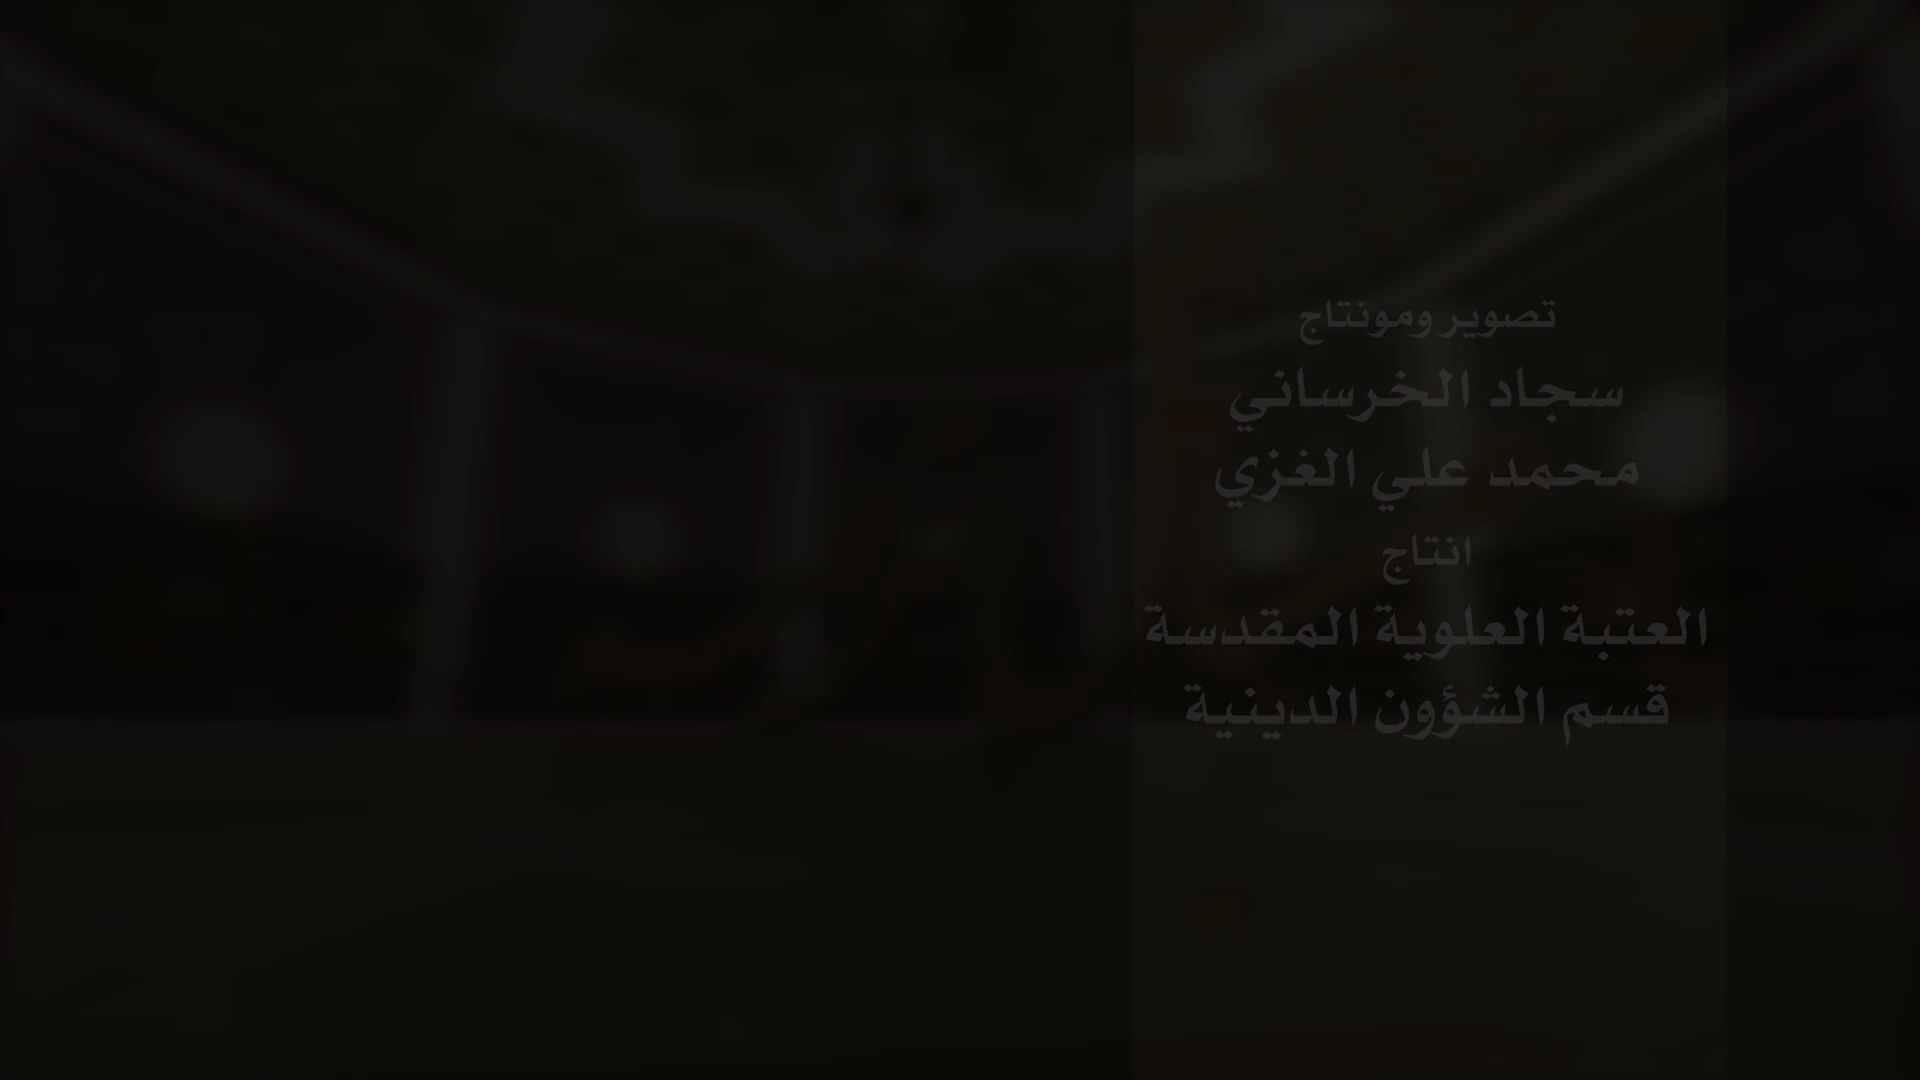 تصوير ومونتاج
سجاد الخرساني
محمد علي الغزي
انتاج
العتبة العلوية المقدسة
قسم الشؤون الدينية